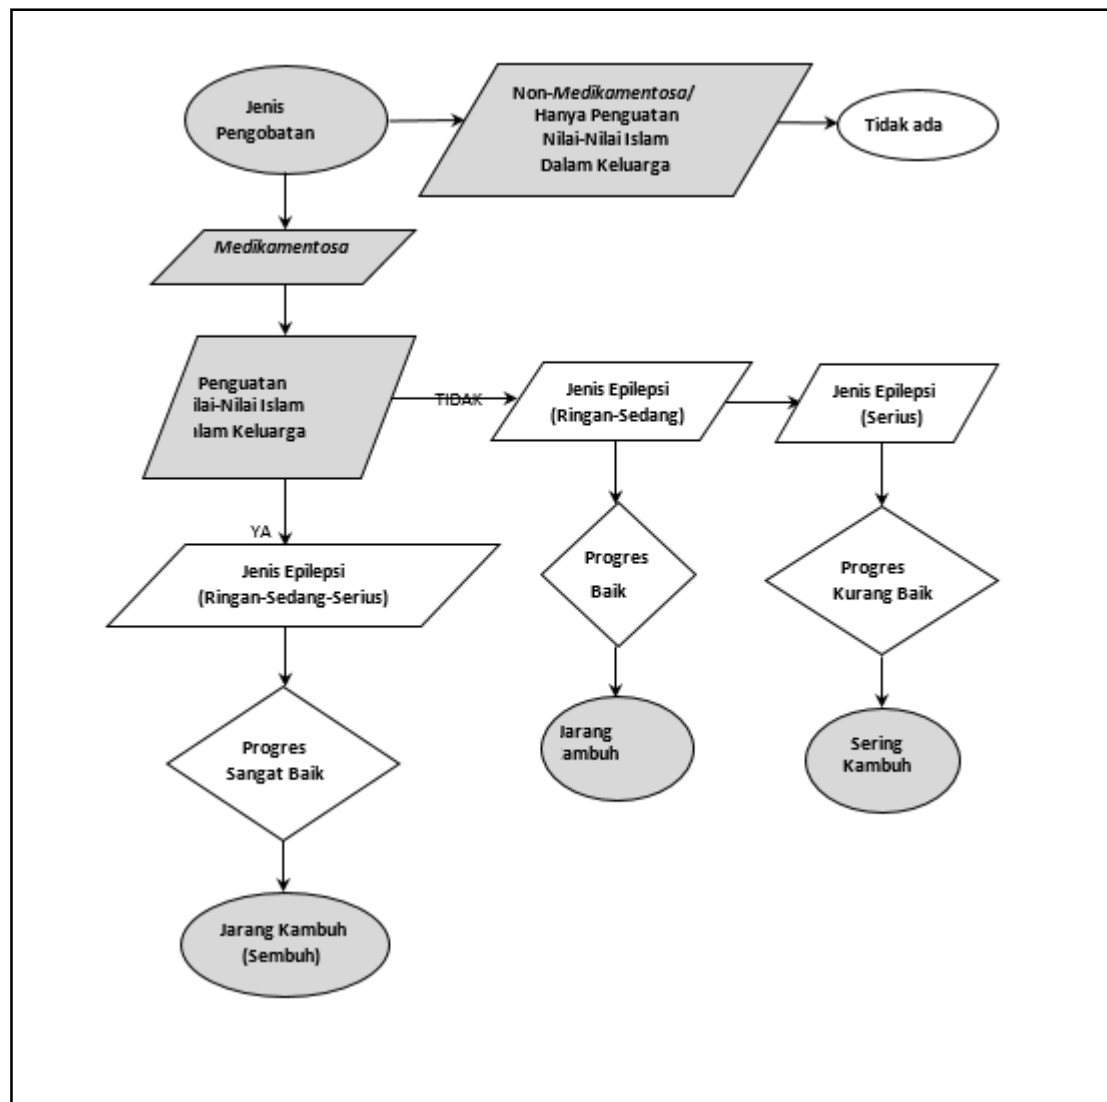 Jenis
Pengobatan
Non-Medikamentosa/
Hanya Penguatan
Nilai-Nilai Islam
Dalam Keluarga
Tidak ada
Medikamentosa
Penguatan
ilai-Nilai Islam
alam Keluarga
TIDAK
Jenis Epilepsi
(Ringan-Sedang)
Jenis Epilepsi
(Serius)
YA
Jenis Epilepsi
(Ringan-Sedang-Serius)
Progres
Baik
Progres
Kurang Baik
Progres
Sangat Baik
Jarang
ambuh
Sering
Kambuh
Jarang Kambuh
(Sembuh)